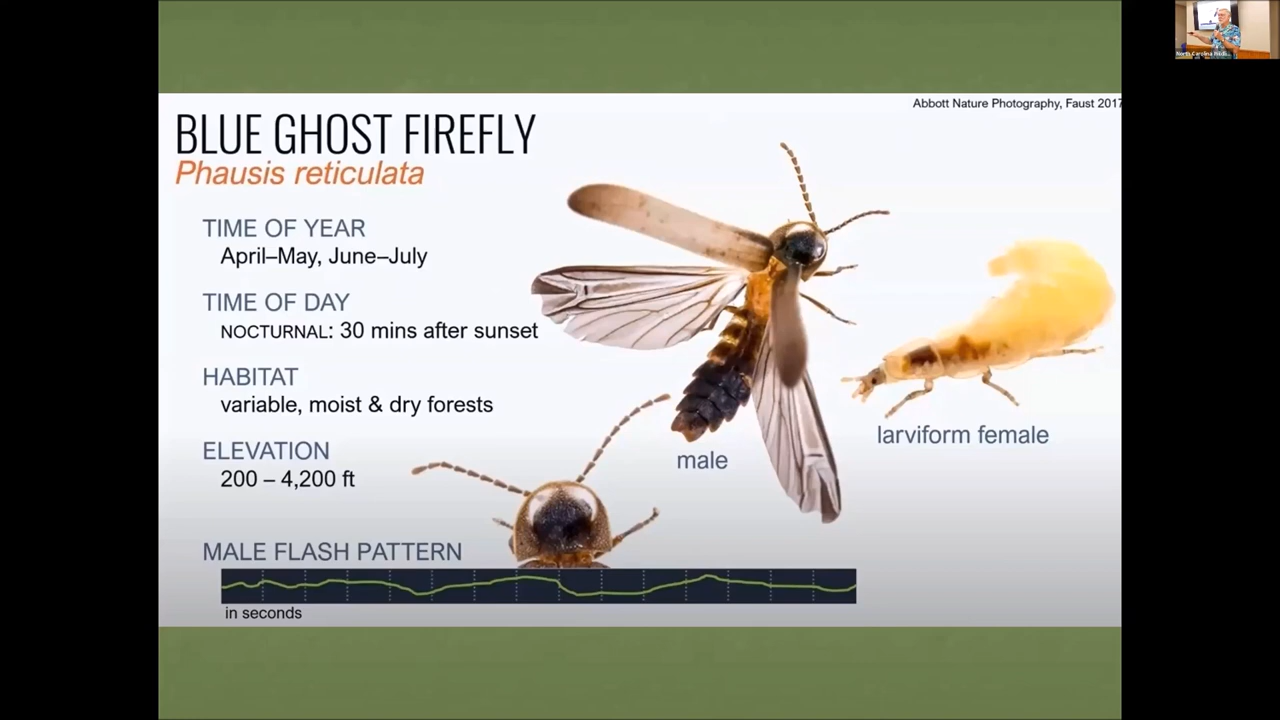 Abbott Nature Photography, Faust 2017
BLUE GHOST FIREFLY
Phausis reticulata
TIME OF YEAR
April–May, June–July
TIME OF DAY
NOCTURNAL: 30 mins after sunset
HABITAT
variable, moist & dry forests
ELEVATION
200 – 4,200 ft
MALE FLASH PATTERN
in seconds
male
larviform female
North Carolina